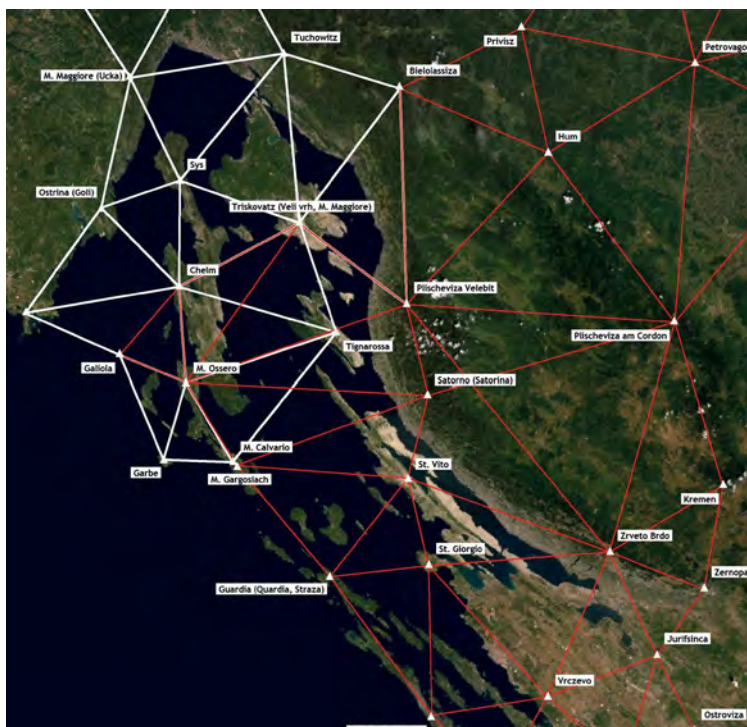 Tuchowitz
Privisz
Petrovago
M. Maggiore (Ucka)
Bielolassiza
Hum
Sys
Ostrina (Goli)
Triskovatz (Veli vrh, M. Maggiore)
Chelm
Plischeviza Velebit
Plischeviza am Cordon
Tignarossa
Galiola
M. Ossero
Satorno (Satorina)
M. Calvario
Garbe
M. Gargosiach
St. Vito
Kremen
Zrveto Brdo
St. Giorgio
Guardia (Quardia, Straza)
Zernopa
Jurifsinca
Vrczevo
Ostroviza